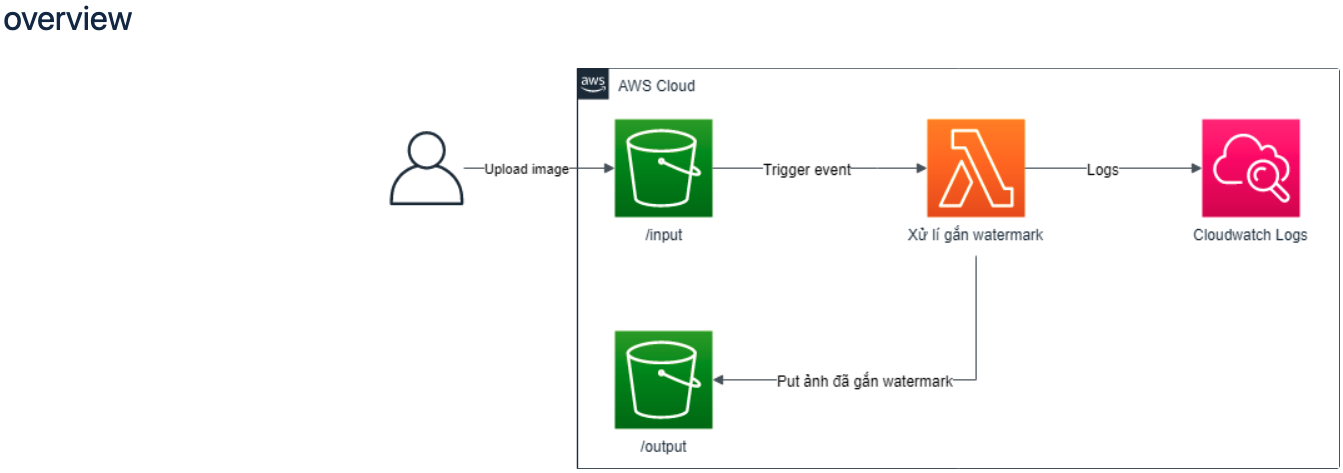 overview
aws
AWS Cloud
Upload image
Trigger event
Logs
/input
Xử lí gắn watermark
Cloudwatch Logs
Put ảnh đã gắn watermark
/output